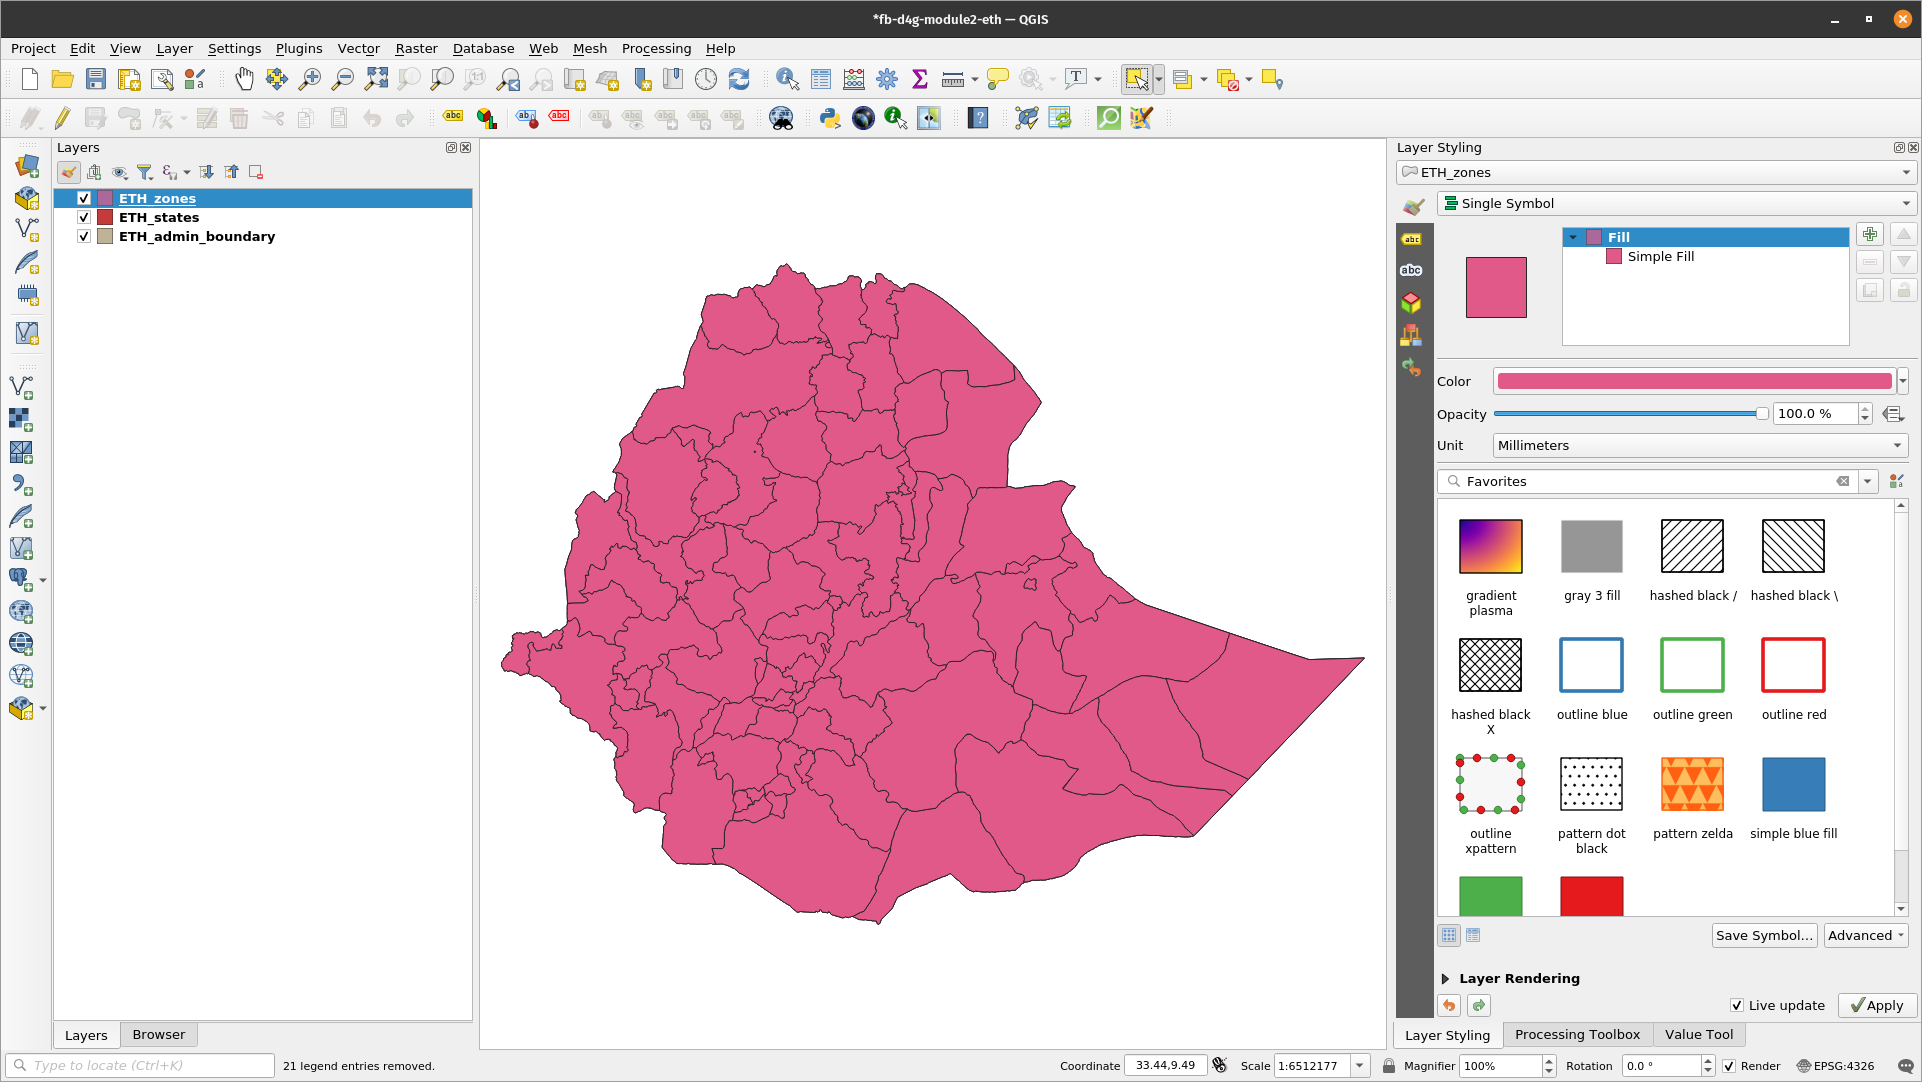 *fb-d4g-module2-eth — QGIS
Project Edit View Layer Settings Plugins Vector Raster Database Web Mesh Processing Help
Layers
ETH_zones
ETH_states
ETH_admin_boundary
Layers Browser
Layer Styling
ETH_zones
Single Symbol
Fill
Simple Fill
Color
Opacity 100.0 %
Unit Millimeters
Favorites
gradient plasma
gray 3 fill
hashed black /
hashed black \
hashed black X
outline blue
outline green
outline red
outline xpattern
pattern dot black
pattern zelda
simple blue fill
Save Symbol... Advanced
Layer Rendering
Live update Apply
Layer Styling Processing Toolbox Value Tool
Type to locate (Ctrl+K) 21 legend entries removed. Coordinate 33.44,9.49 Scale 1:6512177 Magnifier 100% Rotation 0.0 ° Render EPSG:4326